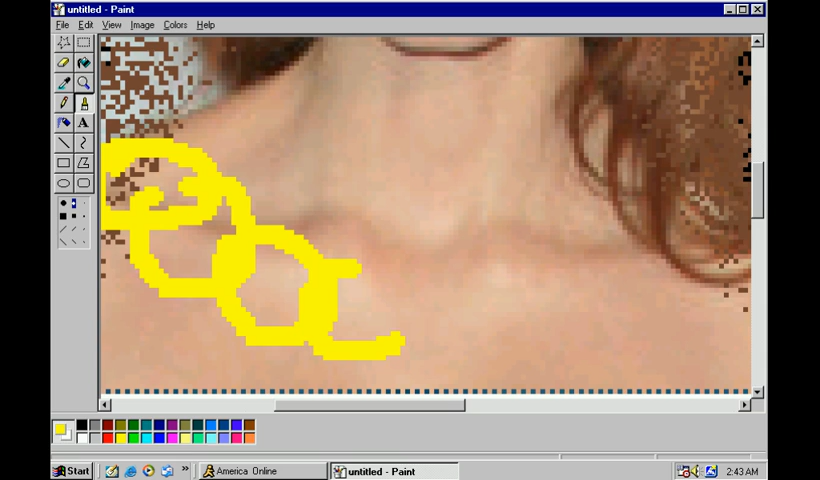 untitled - Paint
File Edit View Image Colors Help
A
Start
America Online
untitled - Paint
2:43 AM